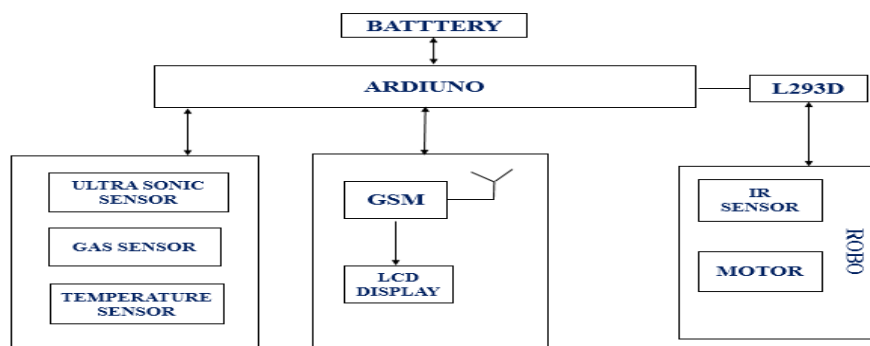 BATTTERY
ARDIUNO
L293D
ULTRA SONIC
SENSOR
GAS SENSOR
TEMPERATURE
SENSOR
GSM
LCD
DISPLAY
IR
SENSOR
MOTOR
ROBO